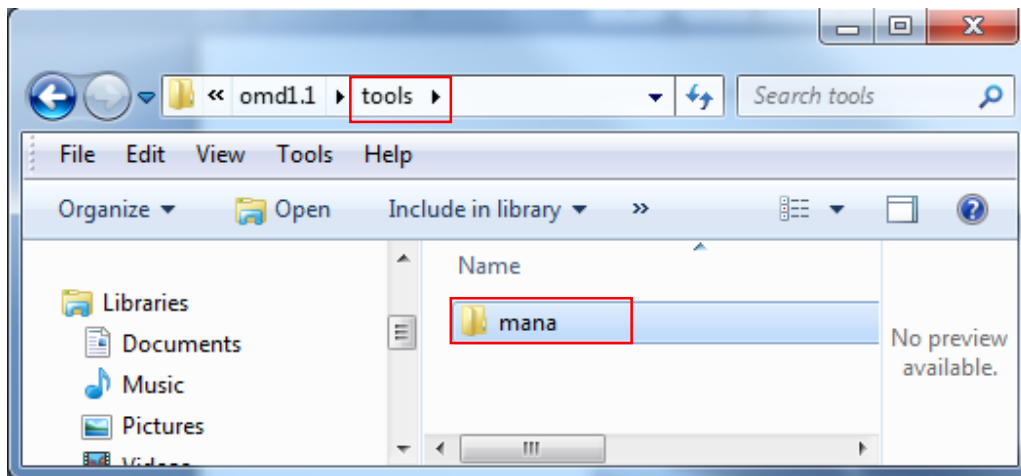 « omd1.1 tools Search tools
File Edit View Tools Help
Organize Open Include in library »
Name
Libraries
mana
Documents
No preview
available.
Music
Pictures
Videos